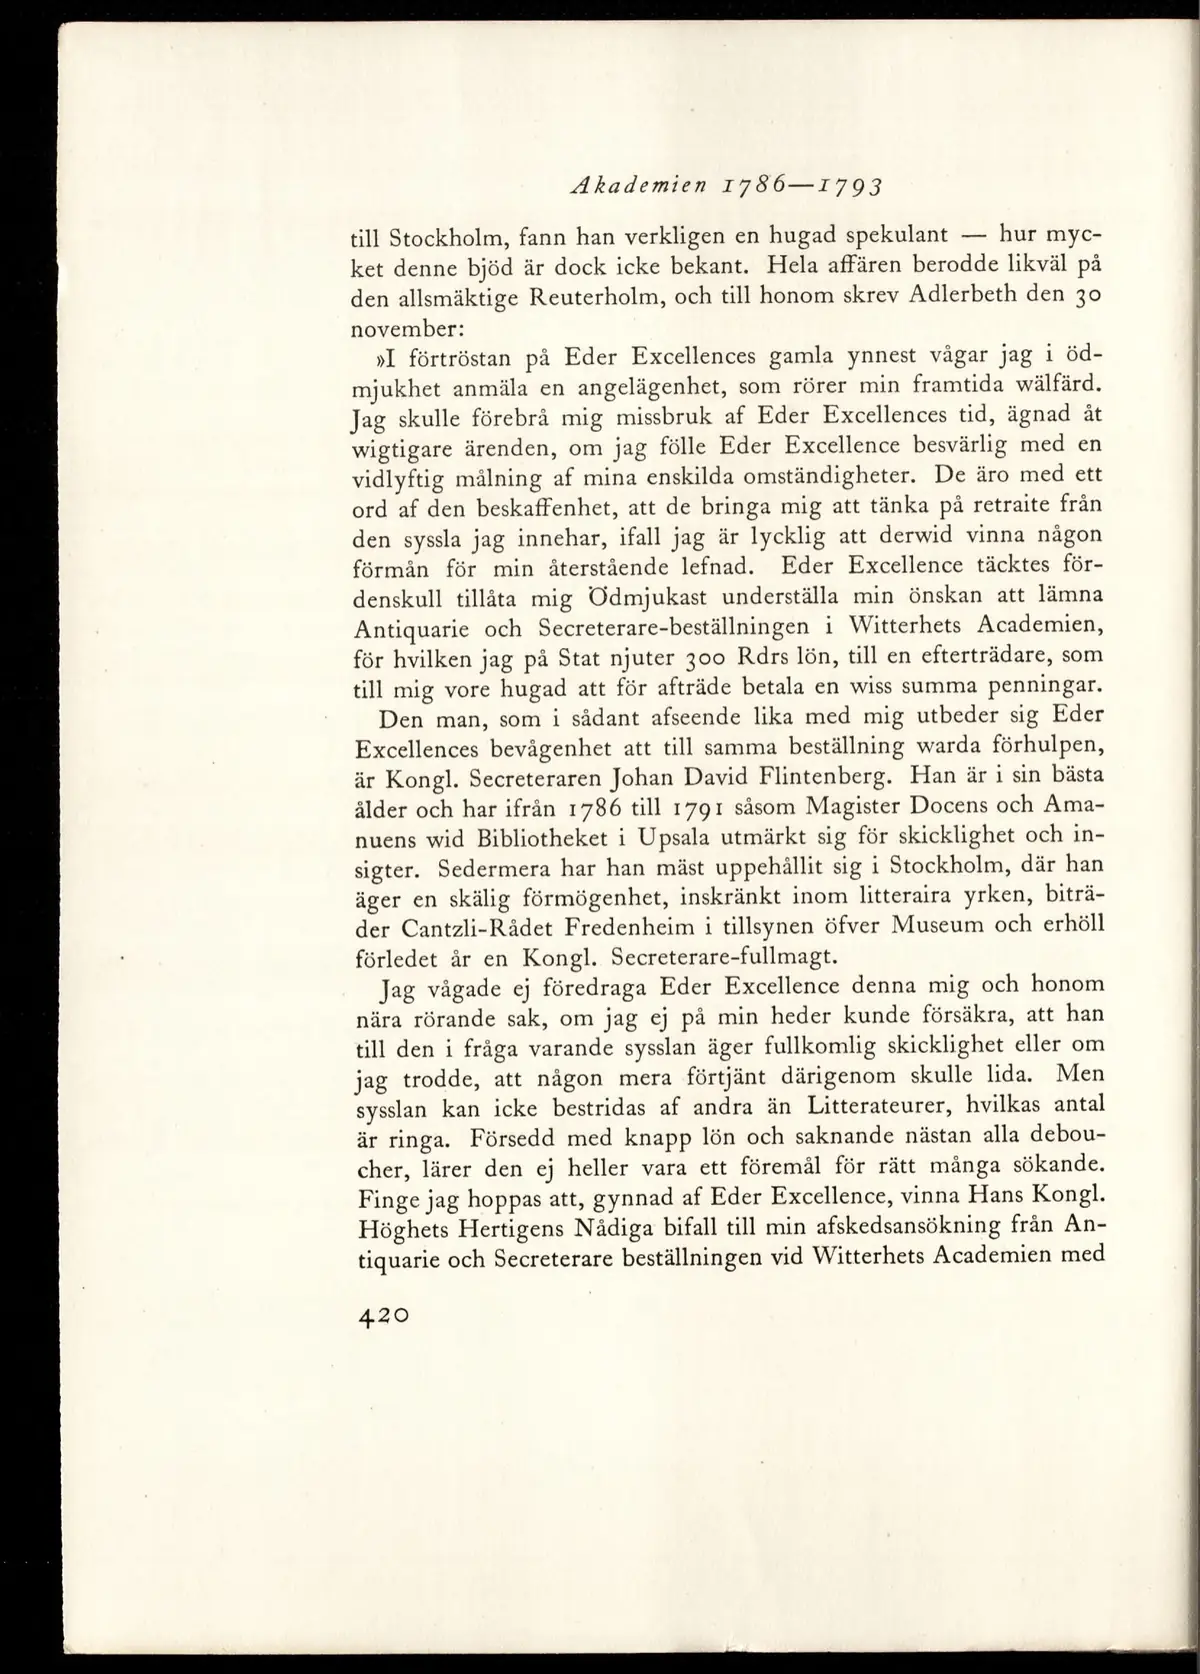 Akademien 1786—1793
till Stockholm, fann han verkligen en hugad spekulant — hur myc-
ket denne bjöd är dock icke bekant. Hela affären berodde likväl på
den allsmäktige Reuterholm, och till honom skrev Adlerbeth den 30
november:
»I förtröstan på Eder Excellences gamla ynnest vågar jag i öd-
mjukhet anmäla en angelägenhet, som rörer min framtida wälfärd.
Jag skulle förebrå mig missbruk af Eder Excellences tid, ägnad åt
wigtigare ärenden, om jag fölle Eder Excellence besvärlig med en
vidlyftig målning af mina enskilda omständigheter. De äro med ett
ord af den beskaffenhet, att de bringa mig att tänka på retraite från
den syssla jag innehar, ifall jag är lycklig att derwid vinna någon
förmån för min återstående lefnad. Eder Excellence täcktes för-
denskull tillåta mig Ödmjukast underställa min önskan att lämna
Antiquarie och Secreterare-beställningen i Witterhets Academien,
för hvilken jag på Stat njuter 300 Rdrs lön, till en efterträdare, som
till mig vore hugad att för afträde betala en wiss summa penningar.
Den man, som i sådant afseende lika med mig utbeder sig Eder
Excellences bevågenhet att till samma beställning warda förhulpen,
är Kongl. Secreteraren Johan David Flintenberg. Han är i sin bästa
ålder och har ifrån 1786 till 1791 såsom Magister Docens och Ama-
nuens wid Bibliotheket i Upsala utmärkt sig för skicklighet och in-
sigter. Sedermera har han mäst uppehållit sig i Stockholm, där han
äger en skälig förmögenhet, inskränkt inom litteraira yrken, biträ-
der Cantzli-Rådet Fredenheim i tillsynen öfver Museum och erhöll
förledet år en Kongl. Secreterare-fullmagt.
Jag vågade ej föredraga Eder Excellence denna mig och honom
nära rörande sak, om jag ej på min heder kunde försäkra, att han
till den i fråga varande sysslan äger fullkomlig skicklighet eller om
jag trodde, att någon mera förtjänt därigenom skulle lida. Men
sysslan kan icke bestridas af andra än Litterateurer, hvilkas antal
är ringa. Försedd med knapp lön och saknande nästan alla debou-
cher, lärer den ej heller vara ett föremål för rätt många sökande.
Finge jag hoppas att, gynnad af Eder Excellence, vinna Hans Kongl.
Höghets Hertigens Nådiga bifall till min afskedsansökning från An-
tiquarie och Secreterare beställningen vid Witterhets Academien med
420